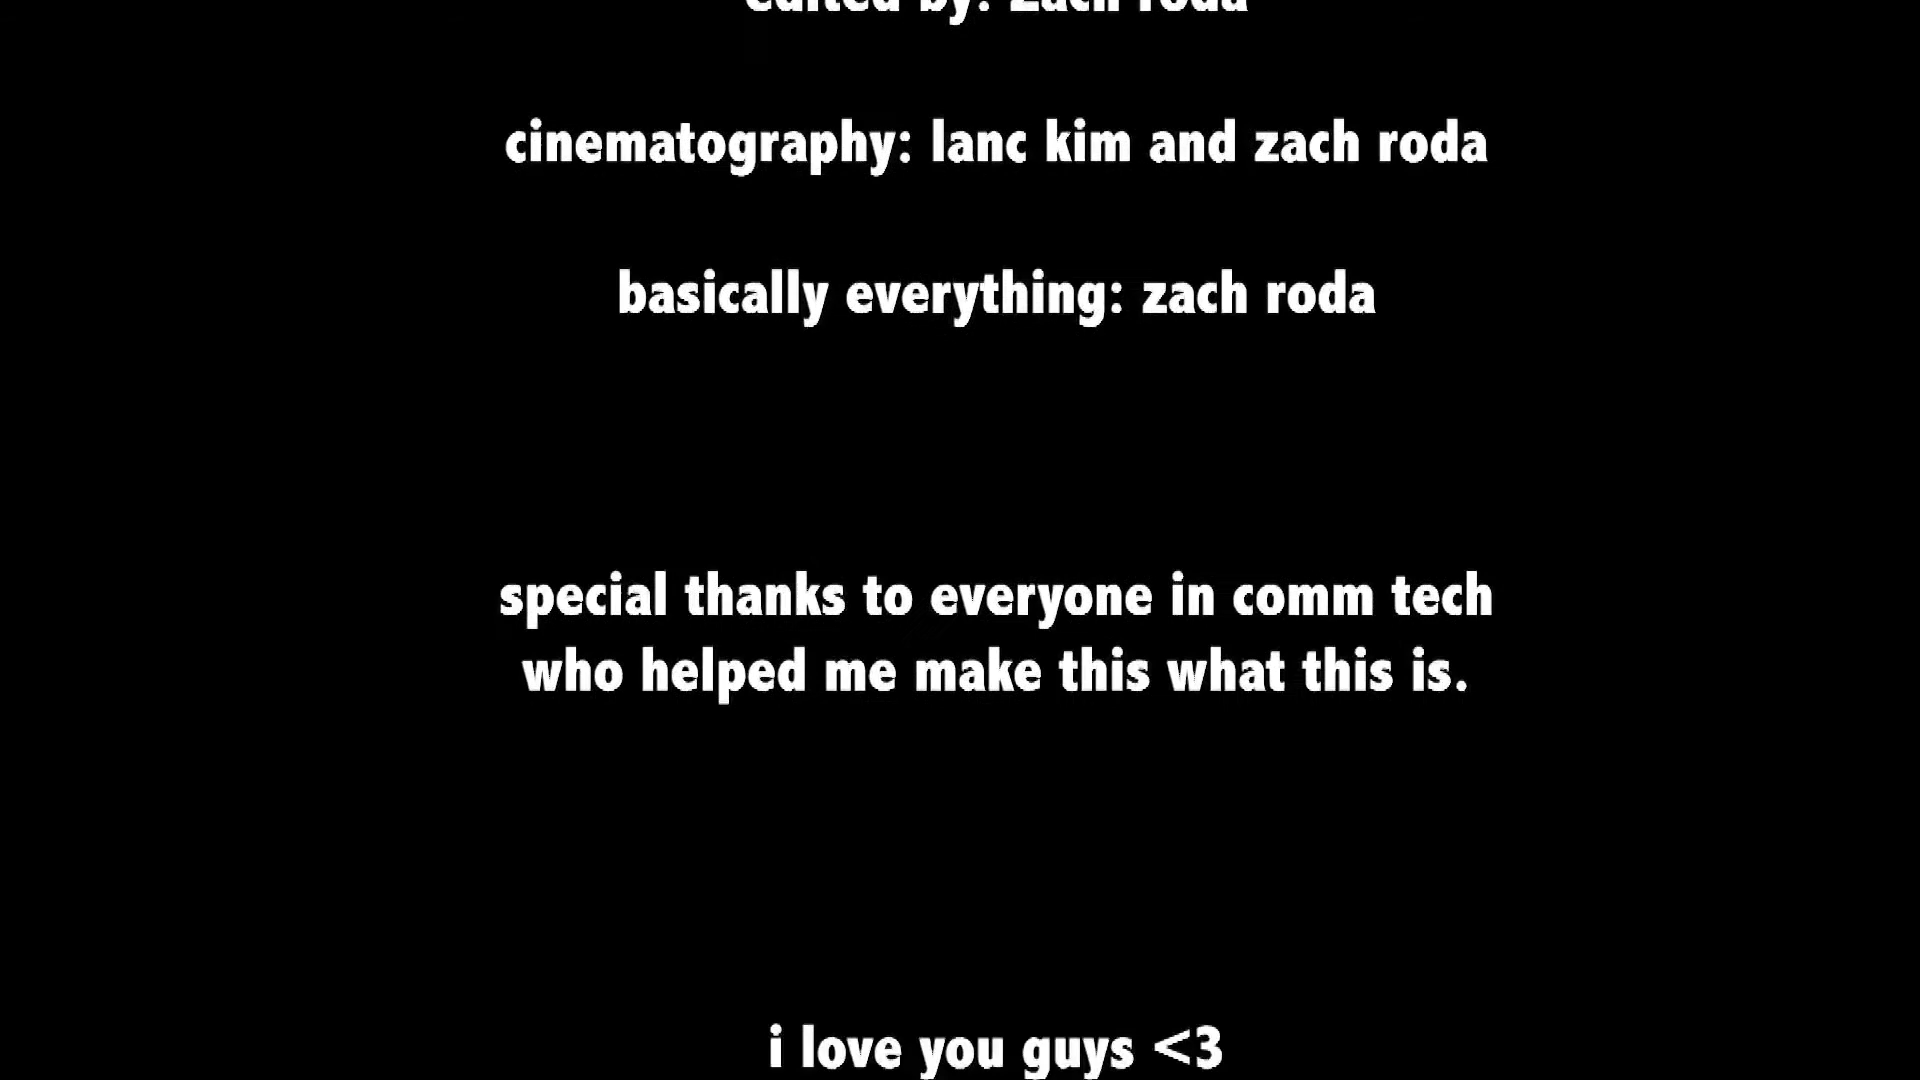 edited by: zach roda
cinematography: lanc kim and zach roda
basically everything: zach roda
special thanks to everyone in comm tech
who helped me make this what this is.
i love you guys <3